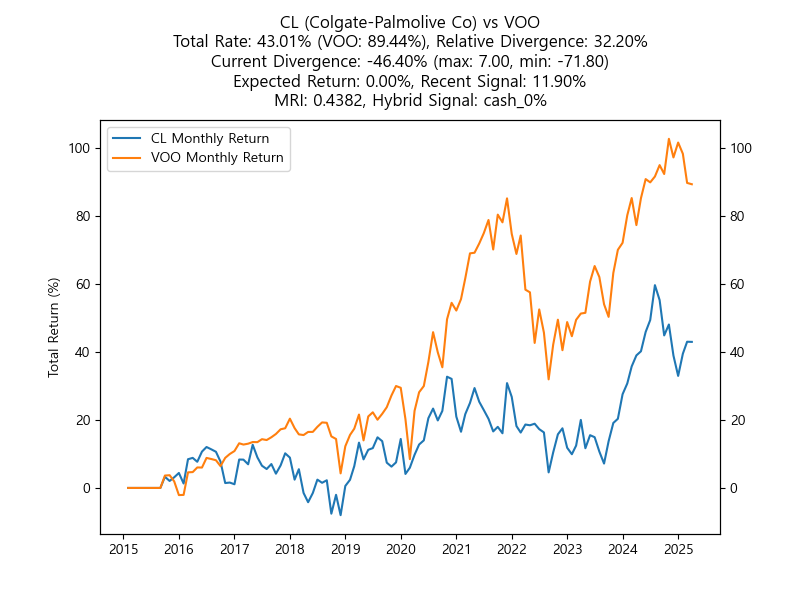 CL (Colgate-Palmolive Co) vs VOO
Total Rate: 43.01% (VOO: 89.44%), Relative Divergence: 32.20%
Current Divergence: -46.40% (max: 7.00, min: -71.80)
Expected Return: 0.00%, Recent Signal: 11.90%
MRI: 0.4382, Hybrid Signal: cash_0%
CL Monthly Return
VOO Monthly Return
Total Return (%)
100
80
60
40
20
0
100
80
60
40
20
0
2015 2016 2017 2018 2019 2020 2021 2022 2023 2024 2025